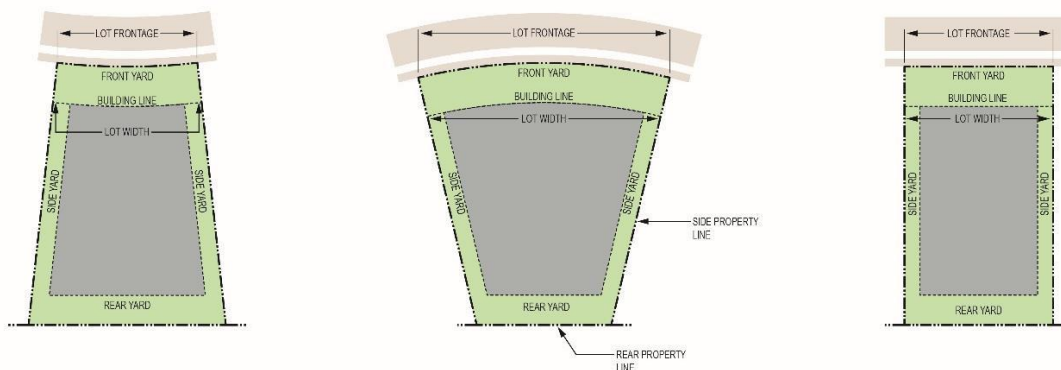 LOT FRONTAGE
FRONT YARD
BUILDING LINE
LOT WIDTH
SIDE YARD
SIDE YARD
REAR YARD
LOT FRONTAGE
FRONT YARD
BUILDING LINE
LOT WIDTH
SIDE YARD
SIDE YARD
SIDE PROPERTY
LINE
REAR YARD
REAR PROPERTY
LINE
LOT FRONTAGE
FRONT YARD
BUILDING LINE
LOT WIDTH
SIDE YARD
SIDE YARD
REAR YARD